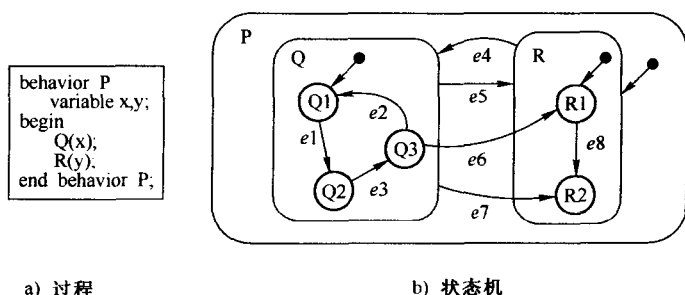 behavior P
variable x,y;
begin
Q(x);
R(y);
end behavior P;
P
Q
R
e4
e5
Q1
e2
R1
e1
Q3
e6
e8
Q2
e3
e7
R2
a) 过程
b) 状态机